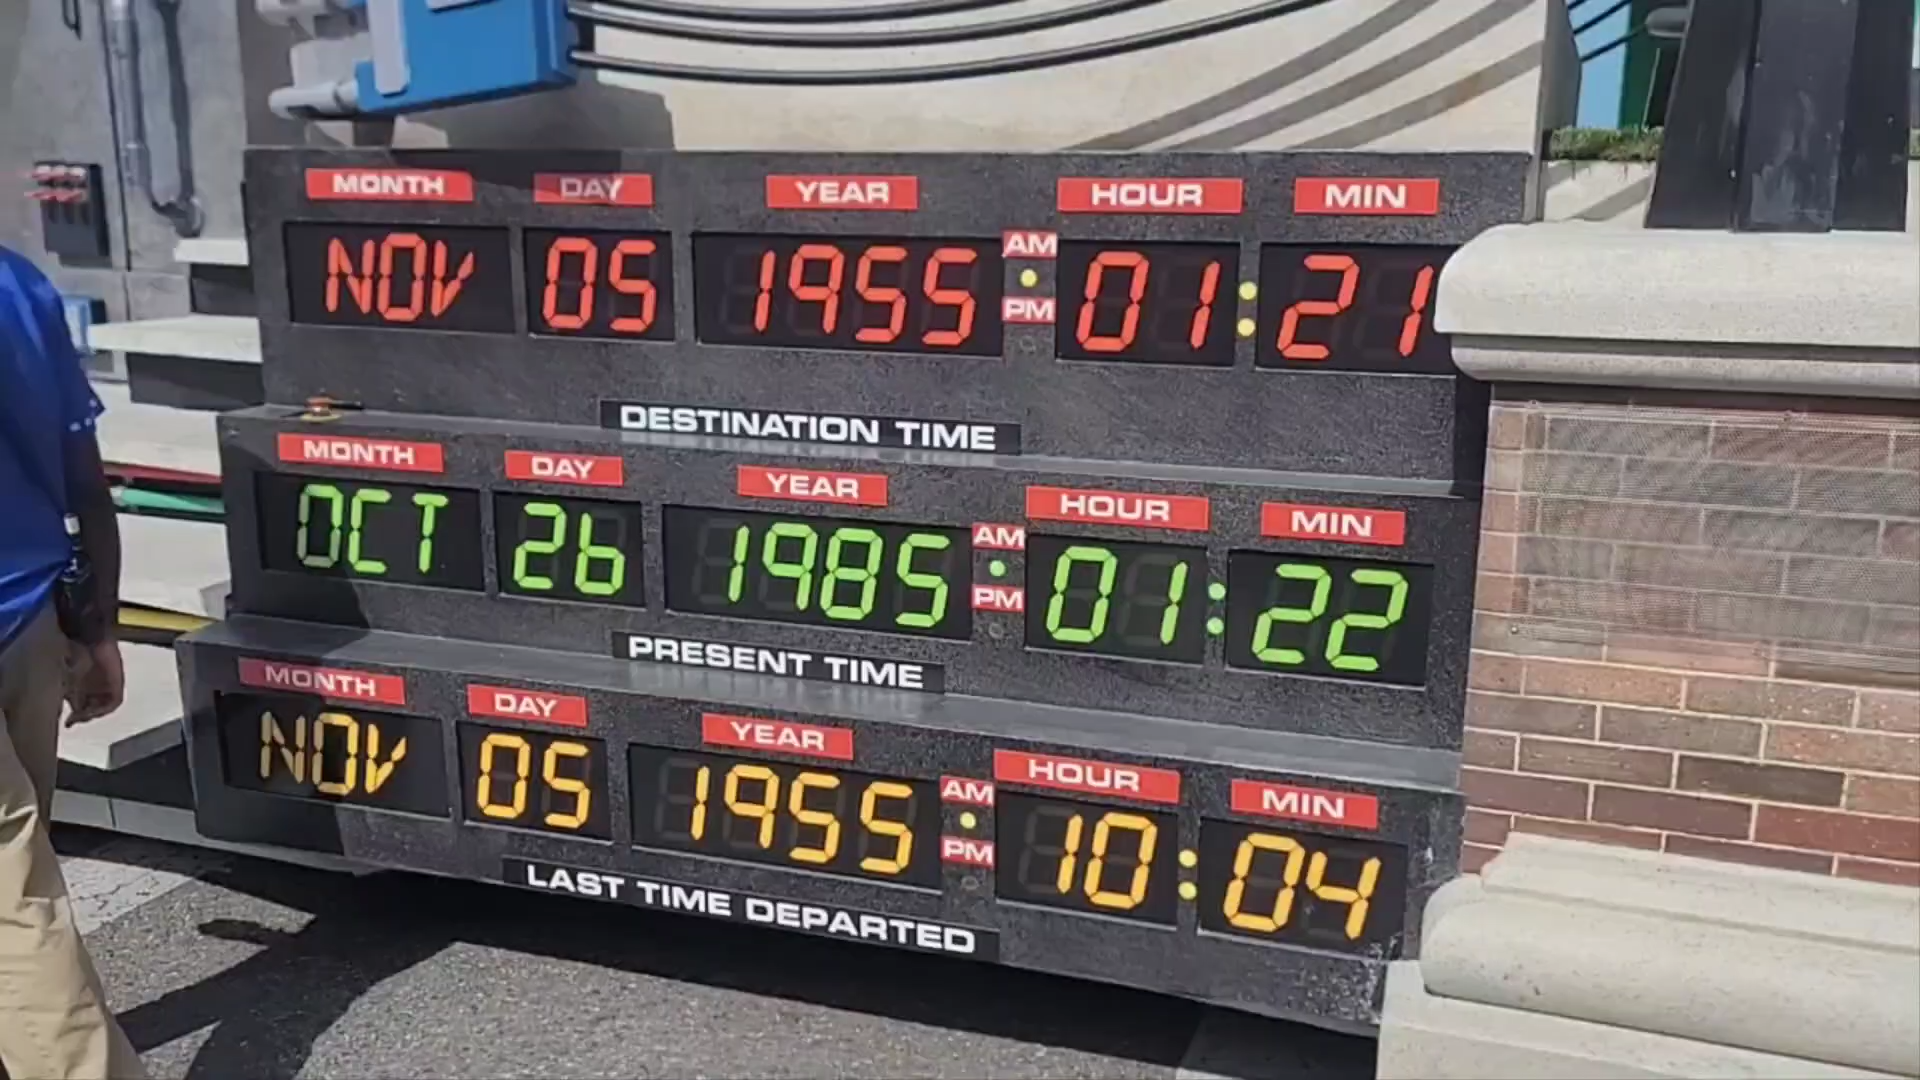 MONTH DAY YEAR HOUR MIN
NOV 05 1955 AM PM 01:21
DESTINATION TIME
MONTH DAY YEAR HOUR MIN
OCT 26 1985 AM PM 01:22
PRESENT TIME
MONTH DAY YEAR HOUR MIN
NOV 05 1955 AM PM 10:04
LAST TIME DEPARTED